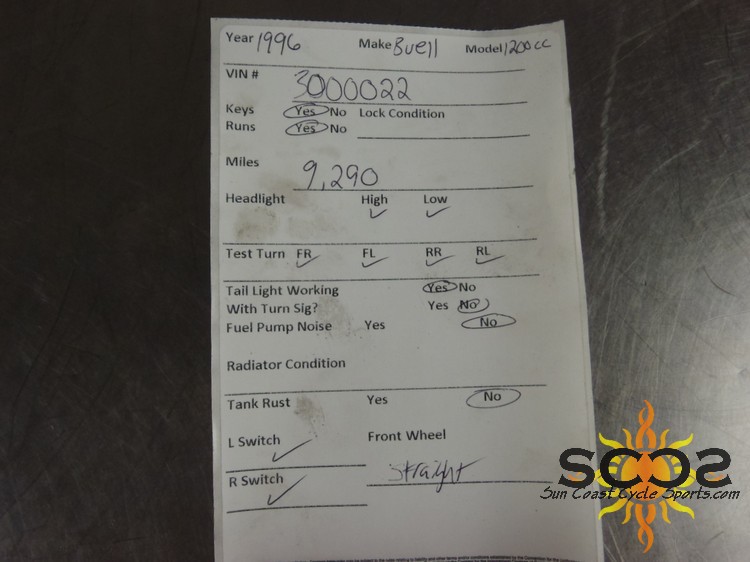 Year 1996 Make Buell Model 1200cc
VIN # 3000022
Keys Yes No Lock Condition
Runs Yes No
Miles 9,290
Headlight High Low
Test Turn FR FL RR RL
Tail Light Working Yes No
With Turn Sig? Yes No
Fuel Pump Noise Yes No
Radiator Condition
Tank Rust Yes No
L Switch Front Wheel
R Switch straight
SCCS
Sun Coast Cycle Sports.com